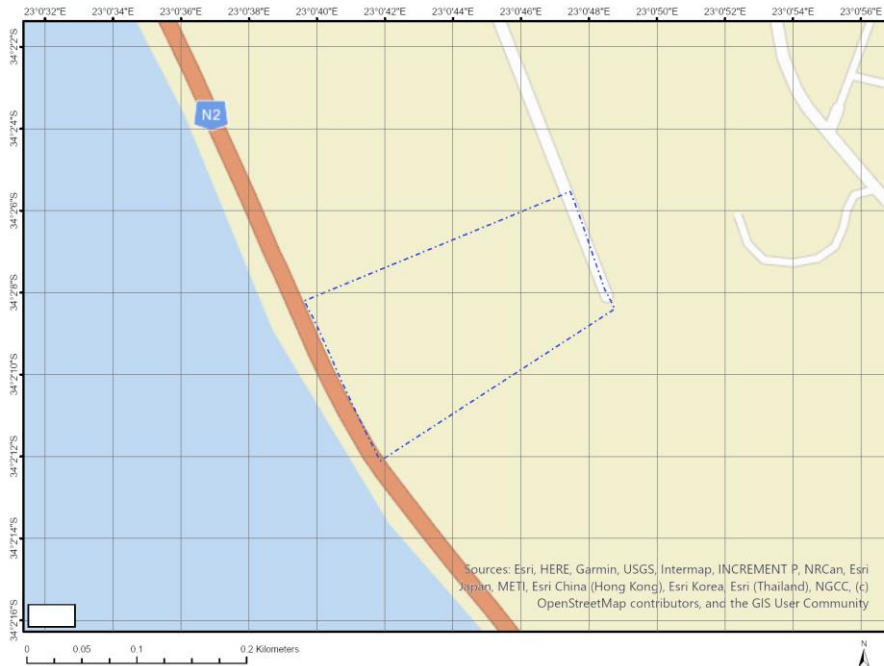 23°0'32"E 23°0'34"E 23°0'36"E 23°0'38"E 23°0'40"E 23°0'42"E 23°0'44"E 23°0'46"E 23°0'48"E 23°0'50"E 23°0'52"E 23°0'54"E 23°0'56"E
34°2'2"S
34°2'4"S
34°2'6"S
34°2'8"S
34°2'10"S
34°2'12"S
34°2'14"S
34°2'16"S
N2
Sources: Esri, HERE, Garmin, USGS, Intermap, INCREMENT P, NRCan, Esri
Japan, METI, Esri China (Hong Kong), Esri Korea, Esri (Thailand), NGCC, (c)
OpenStreetMap contributors, and the GIS User Community
0 0.05 0.1 0.2 Kilometers
N